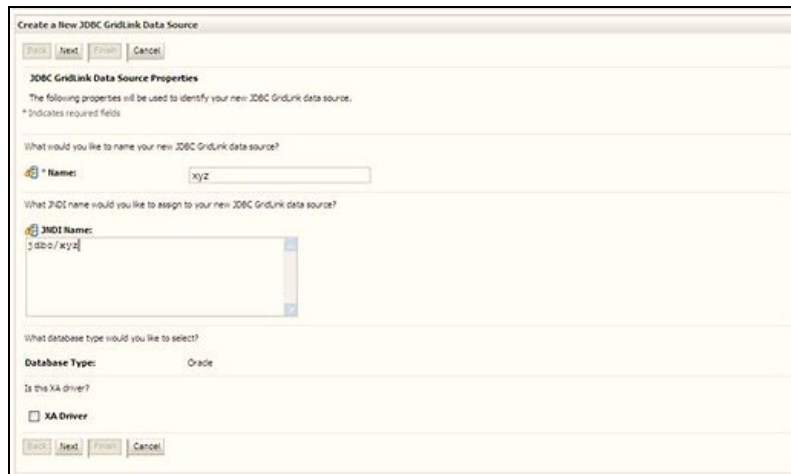 Create a New JDBC GridLink Data Source
Back Next Finish Cancel
JDBC GridLink Data Source Properties
The following properties will be used to identify your new JDBC GridLink data source.
* Indicates required fields
What would you like to name your new JDBC GridLink data source?
* Name: xyz
What JNDI name would you like to assign to your new JDBC GridLink data source?
JNDI Name:
jdbc/xyz
What database type would you like to select?
Database Type: Oracle
Is this XA driver?
XA Driver
Back Next Finish Cancel